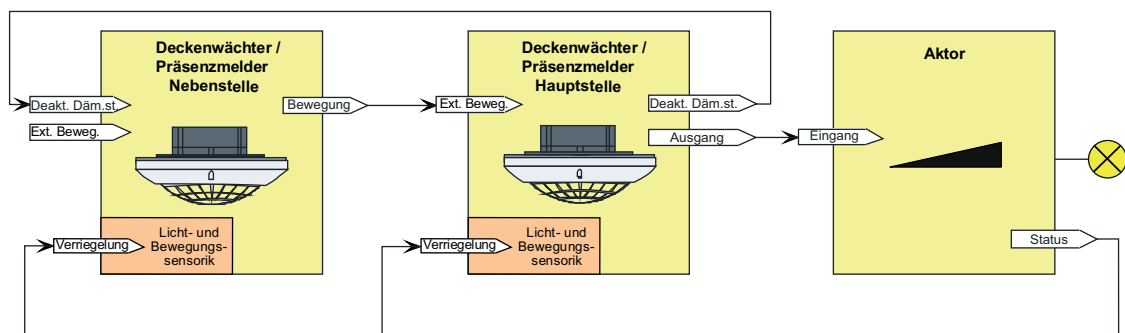 Deckenwächter /
Präsenzmelder
Nebenstelle
Deakt. Däm.st.
Ext. Beweg.
Bewegung
Verriegelung
Licht- und
Bewegungs-
sensorik
Deckenwächter /
Präsenzmelder
Hauptstelle
Ext. Beweg.
Deakt. Däm.st.
Ausgang
Verriegelung
Licht- und
Bewegungs-
sensorik
Aktor
Eingang
Status